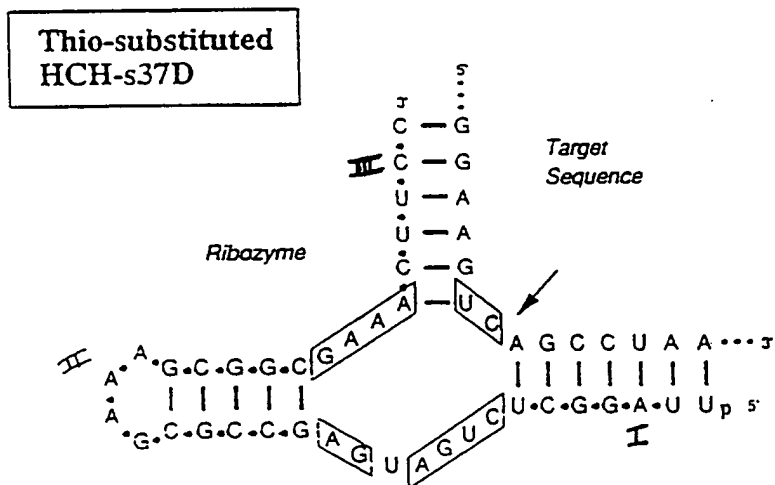 Thio-substituted
HCH-s37D
3' 5'
C — G
III C — G
Target
Sequence
U — A
Ribozyme
U — A
C — G
A — U C
G A A A
A•G•C•G•G•C
A G C C U A A ••• 3'
II A
A
G•C•G•C•C•G A G U A G U C U•C•G•G•A•U U p 5'
I